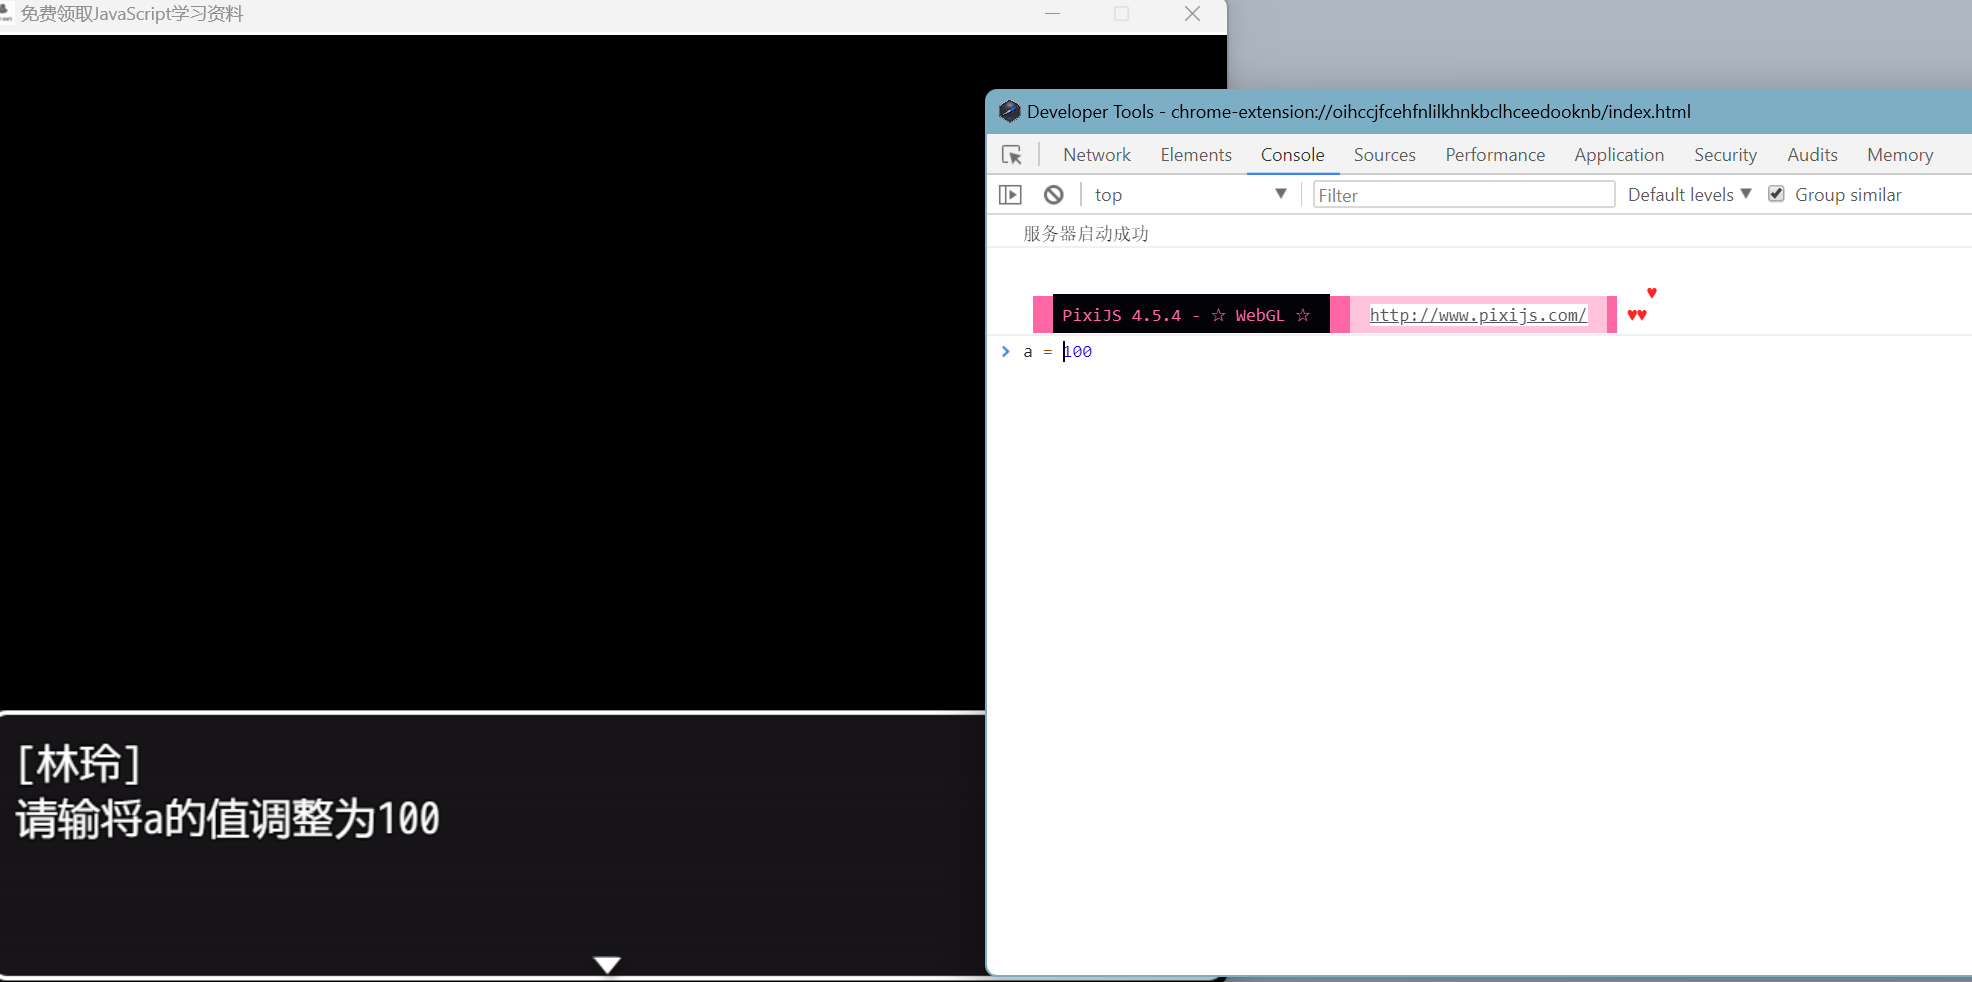 免费领取JavaScript学习资料
Developer Tools - chrome-extension://oihccjfcehfnlilkhnkbclhceedooknb/index.html
Network Elements Console Sources Performance Application Security Audits Memory
top Filter Default levels Group similar
服务器启动成功
PixiJS 4.5.4 - ☆ WebGL ☆ http://www.pixijs.com/ ♥♥♥
> a = 100
[林玲]
请输将a的值调整为100